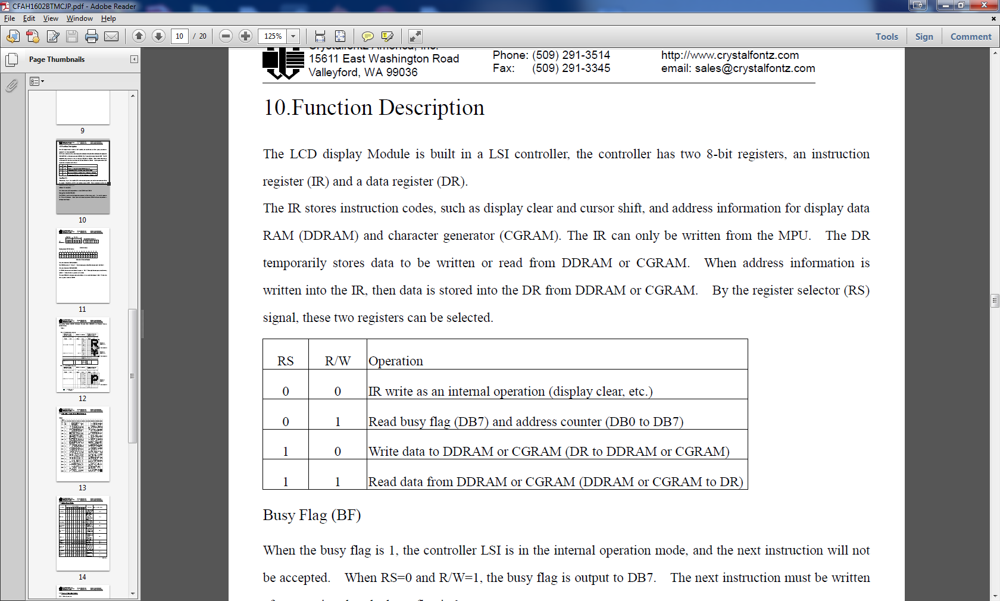 CFAH1602BTMCJP.pdf - Adobe Reader
File Edit View Window Help
10 / 20 125% Tools Sign Comment
Page Thumbnails
9
10
11
12
13
14
Crystalfontz America, Inc.
15611 East Washington Road
Valleyford, WA 99036
Phone: (509) 291-3514
Fax: (509) 291-3345
http://www.crystalfontz.com
email: sales@crystalfontz.com
10.Function Description
The LCD display Module is built in a LSI controller, the controller has two 8-bit registers, an instruction
register (IR) and a data register (DR).
The IR stores instruction codes, such as display clear and cursor shift, and address information for display data
RAM (DDRAM) and character generator (CGRAM). The IR can only be written from the MPU. The DR
temporarily stores data to be written or read from DDRAM or CGRAM. When address information is
written into the IR, then data is stored into the DR from DDRAM or CGRAM. By the register selector (RS)
signal, these two registers can be selected.
RS R/W Operation
0 0 IR write as an internal operation (display clear, etc.)
0 1 Read busy flag (DB7) and address counter (DB0 to DB7)
1 0 Write data to DDRAM or CGRAM (DR to DDRAM or CGRAM)
1 1 Read data from DDRAM or CGRAM (DDRAM or CGRAM to DR)
Busy Flag (BF)
When the busy flag is 1, the controller LSI is in the internal operation mode, and the next instruction will not
be accepted. When RS=0 and R/W=1, the busy flag is output to DB7. The next instruction must be written